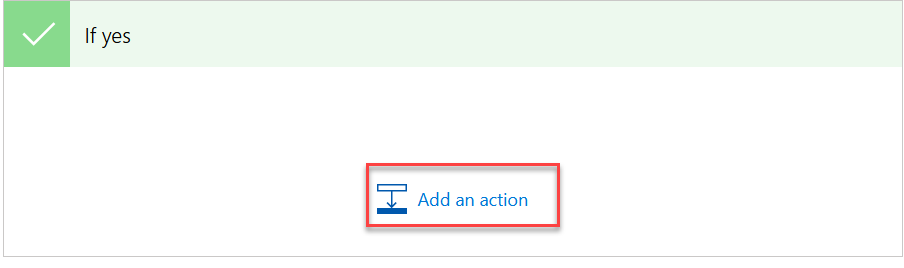 If yes
Add an action